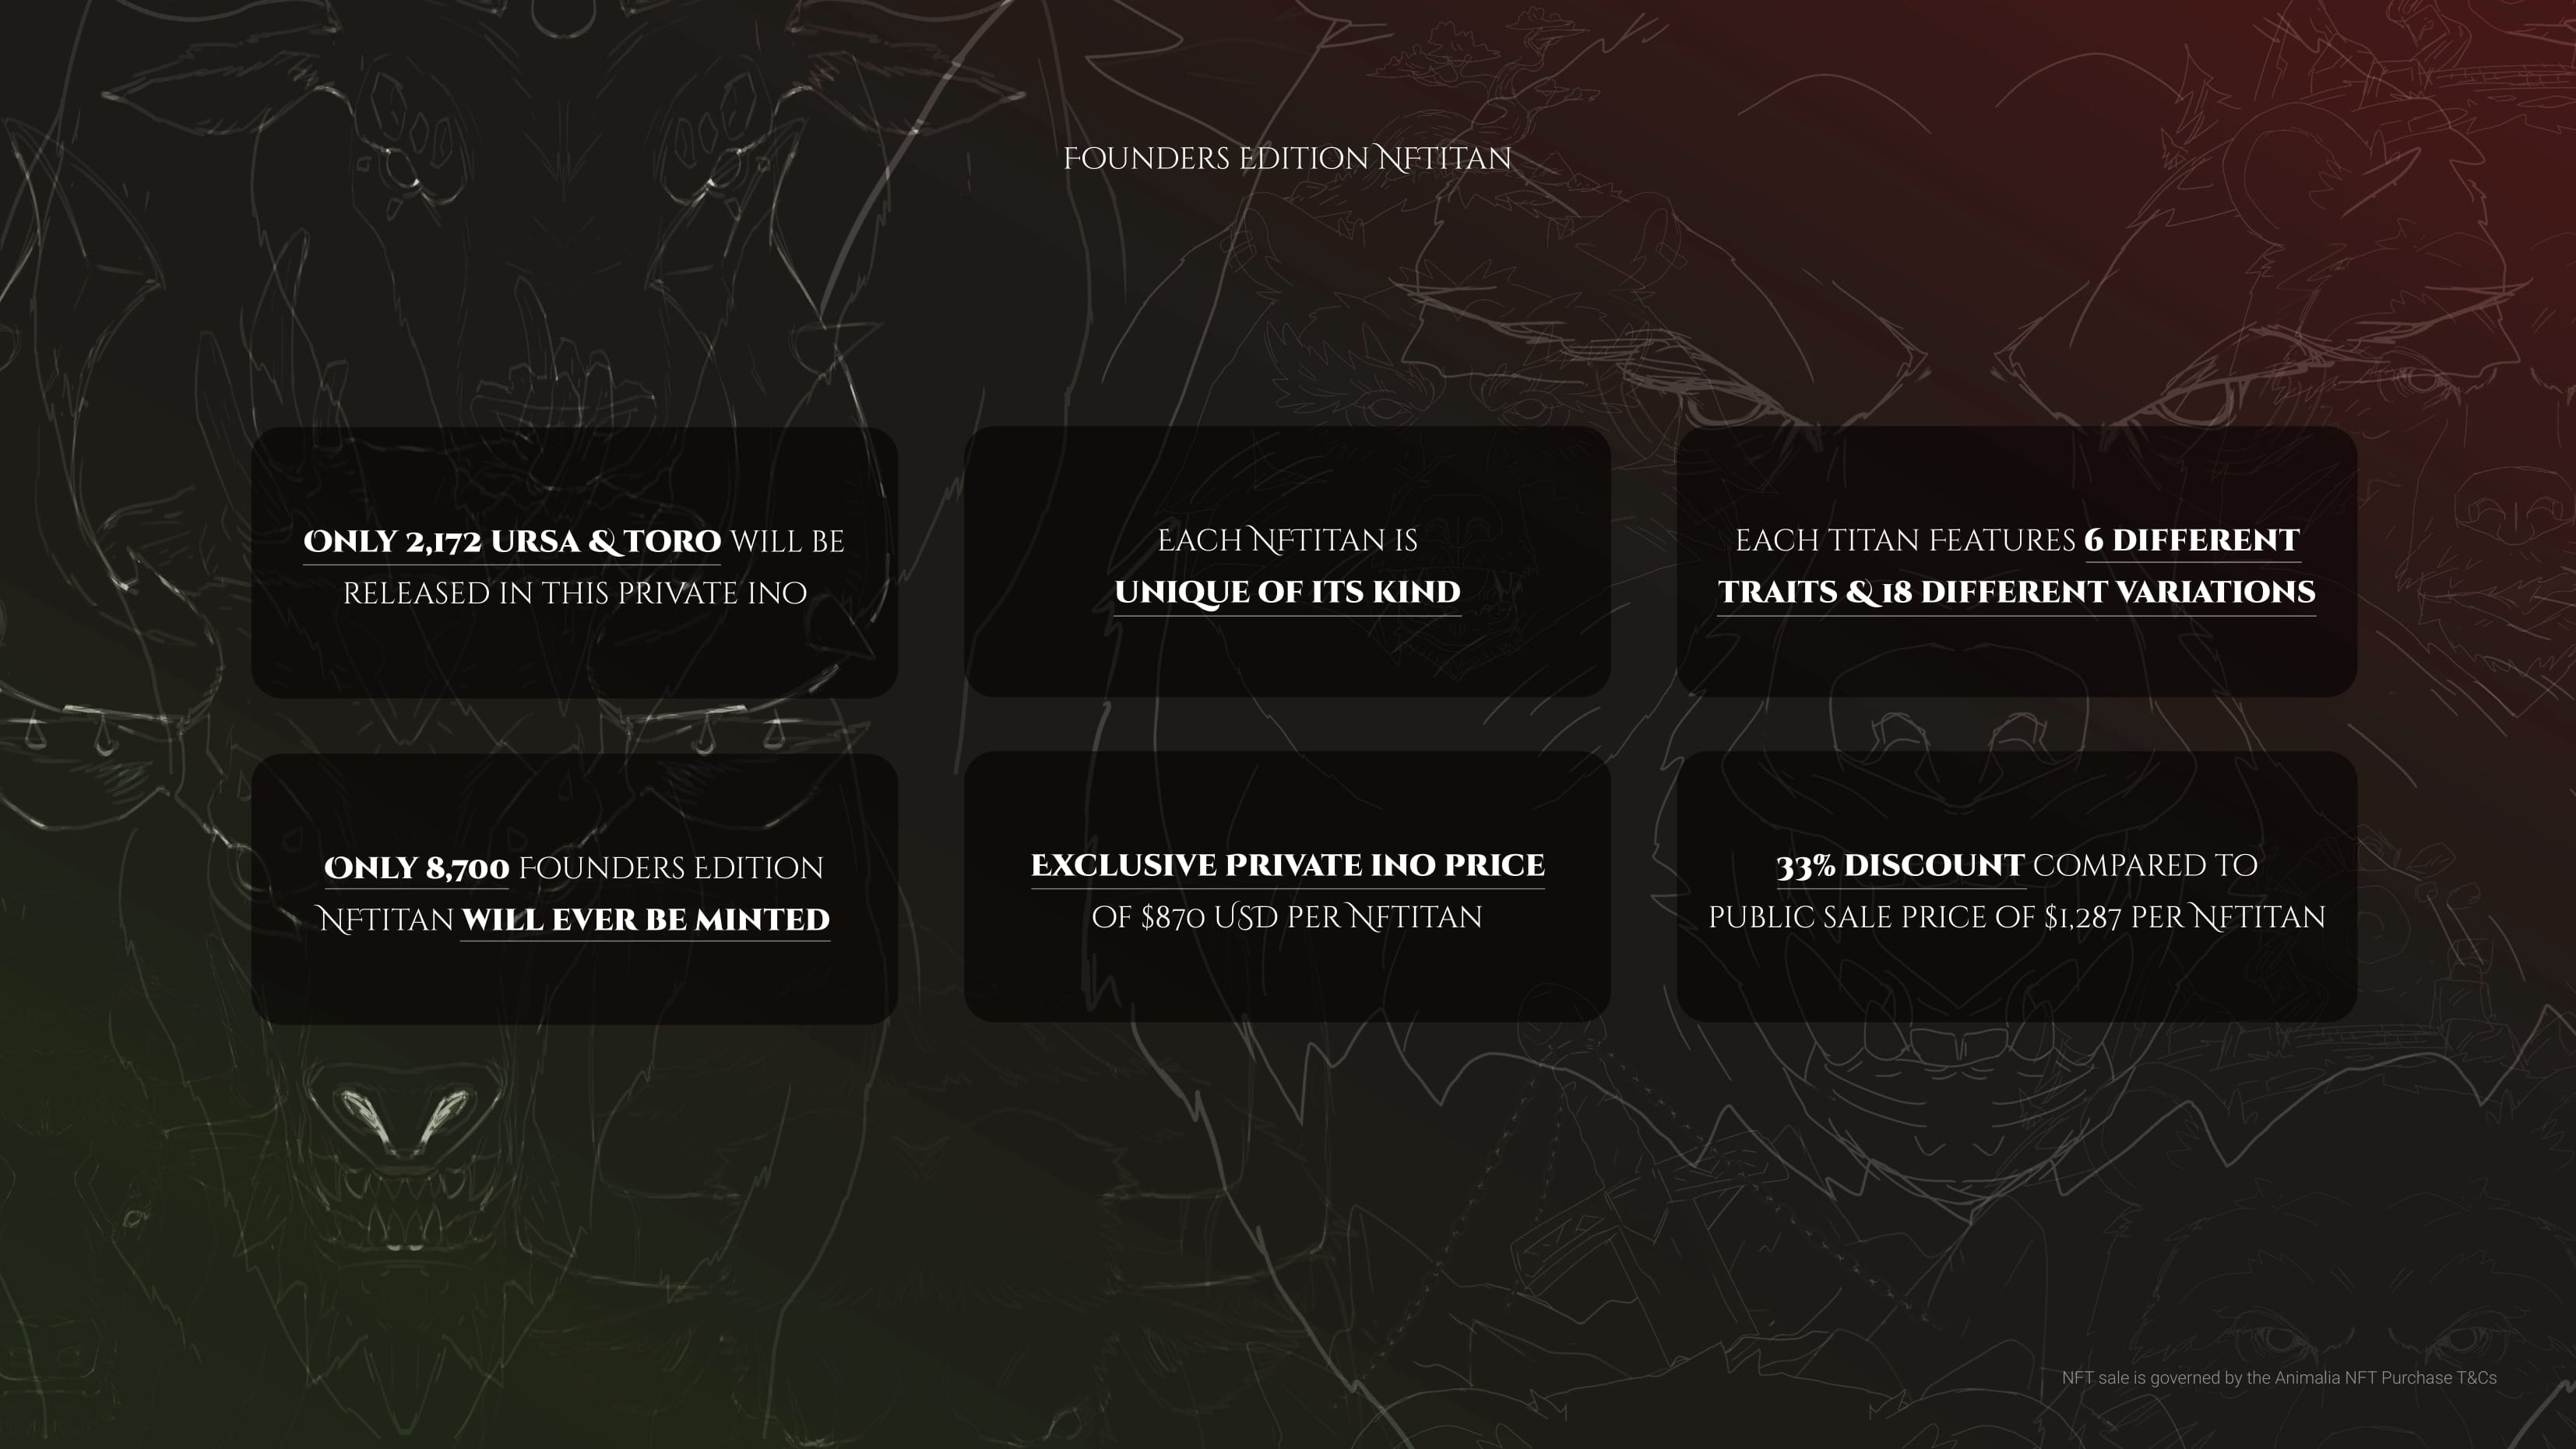 Founders Edition NFTitan
Only 2,172 Ursa & Toro will be
released in this private INO
Each NFTitan is
unique of its kind
Each Titan Features 6 different
traits & 18 different variations
Only 8,700 Founders Edition
NFTitan will ever be minted
Exclusive Private INO price
of $870 USD per NFTitan
33% discount compared to
public sale price of $1,287 per NFTitan
NFT sale is governed by the Animalia NFT Purchase T&Cs